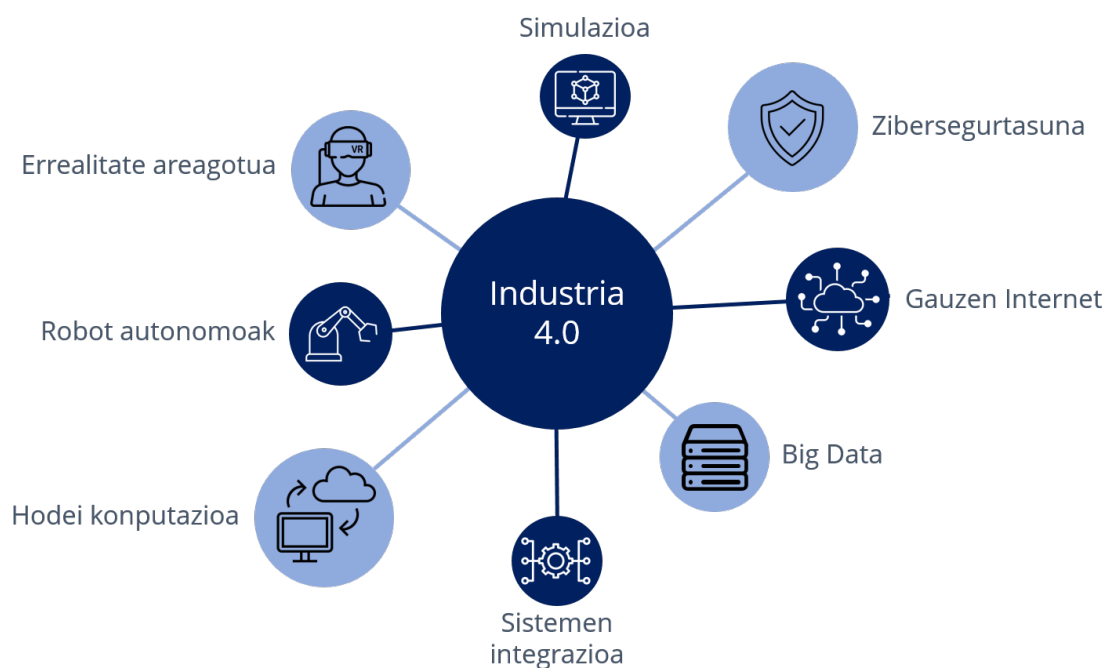 Simulazioa
Zibersegurtasuna
Errealitate areagotua
VR
Industria
4.0
Gauzen Internet
Robot autonomoak
Big Data
Hodei konputazioa
Sistemen
integrazioa